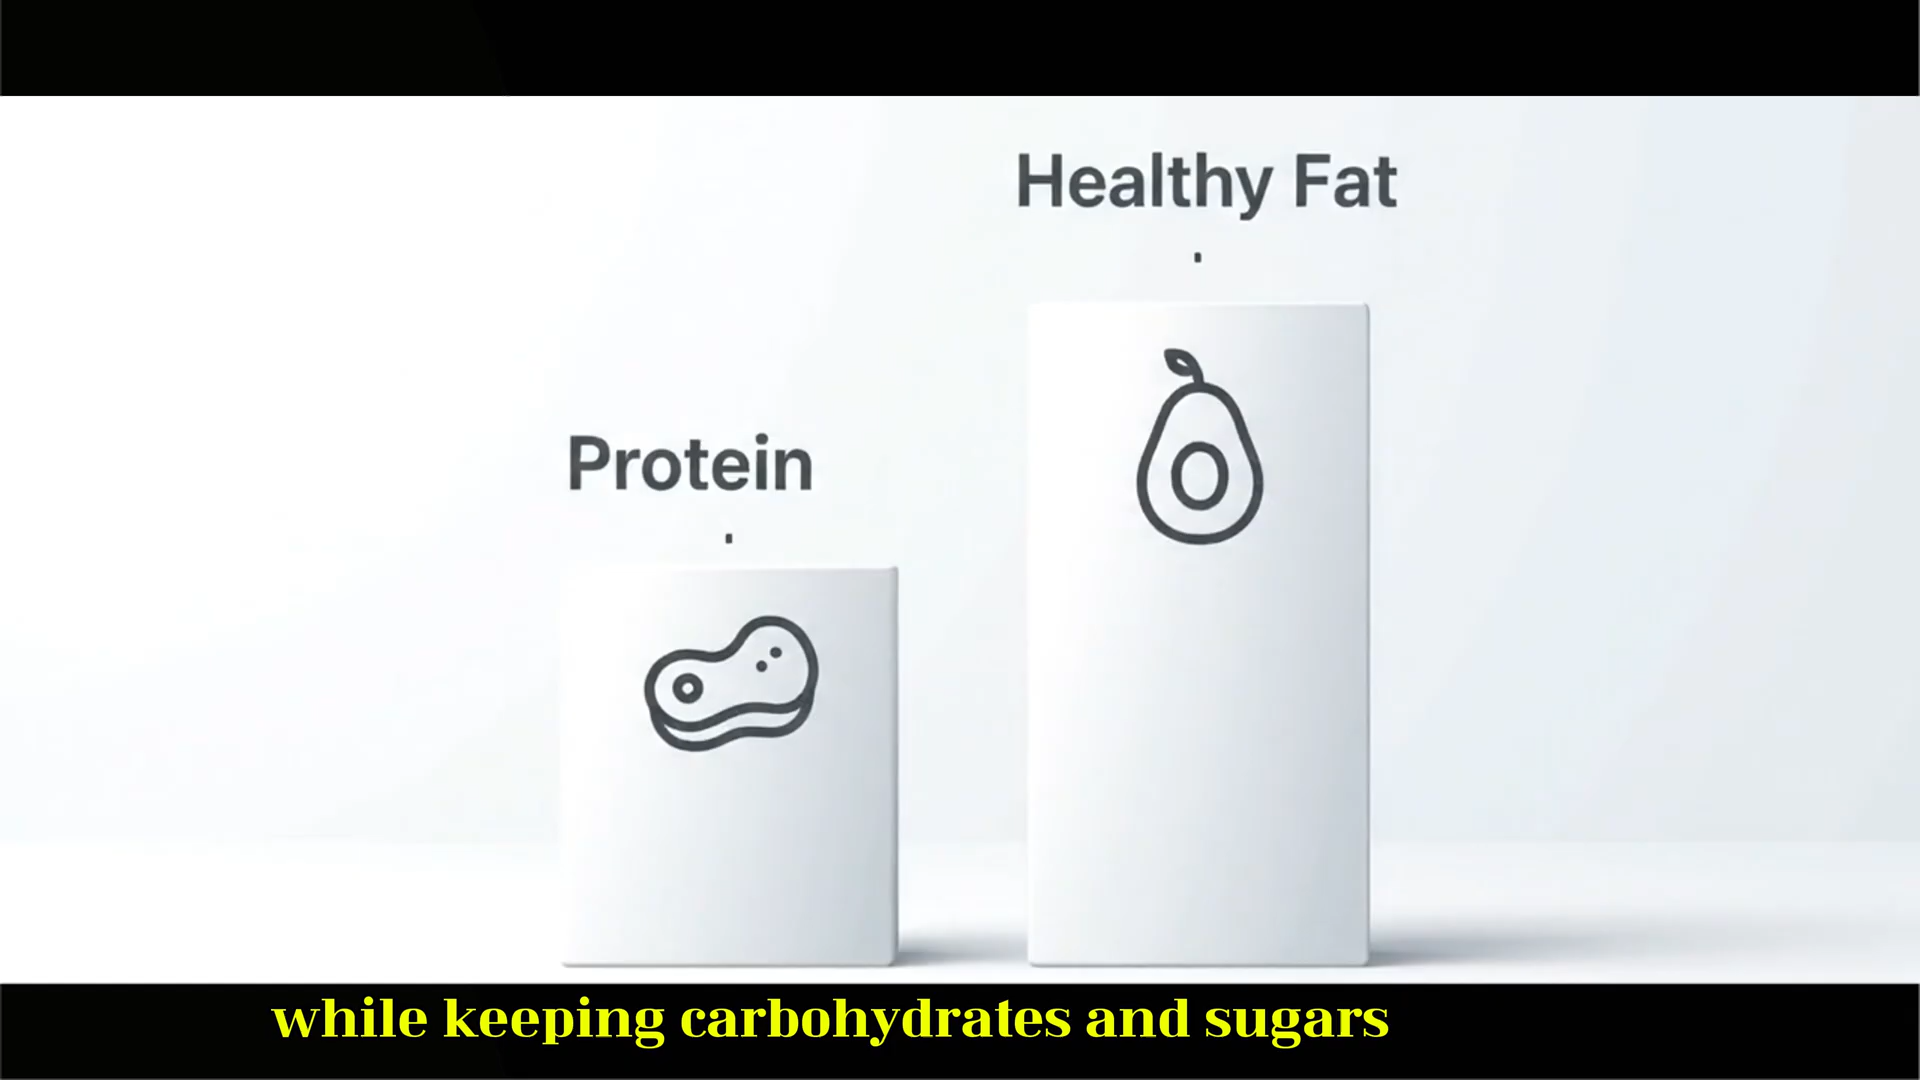 Healthy Fat
Protein
while keeping carbohydrates and sugars